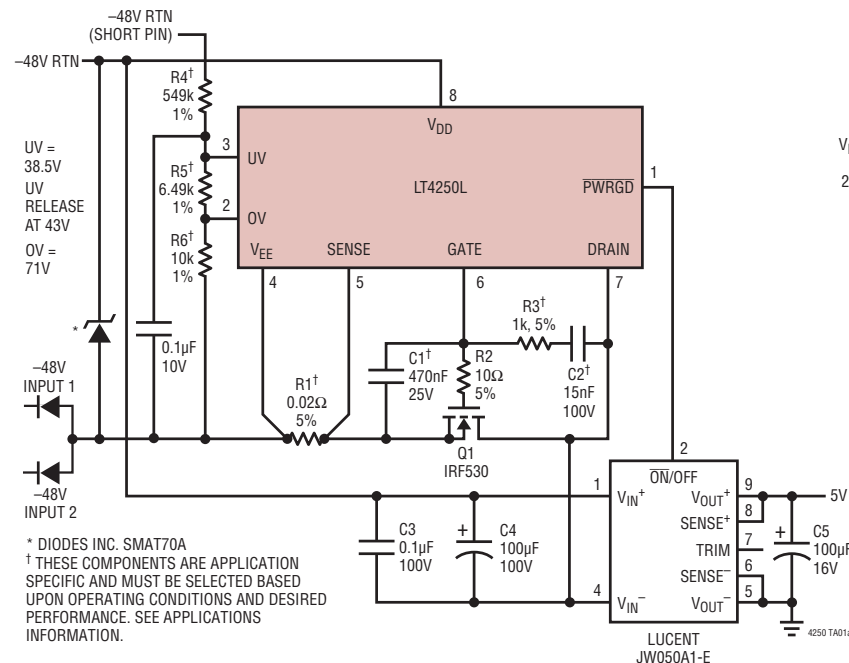 –48V RTN
(SHORT PIN)
–48V RTN
R4†
549k
1%
8
VDD
UV =
38.5V
UV
RELEASE
AT 43V
OV =
71V
3
UV
R5†
6.49k
1%
LT4250L
PWRGD
1
2
OV
R6†
10k
1%
VEE
SENSE
GATE
DRAIN
4
5
6
7
*
0.1µF
10V
R3†
1k, 5%
C1†
470nF
25V
R2
10Ω
5%
C2†
15nF
100V
–48V
INPUT 1
R1†
0.02Ω
5%
Q1
IRF530
–48V
INPUT 2
2
ON/OFF
1
VIN+
VOUT+
9
5V
SENSE+
8
TRIM
7
SENSE–
6
4
VIN–
VOUT–
5
C3
0.1µF
100V
+
C4
100µF
100V
+
C5
100µF
16V
LUCENT
JW050A1-E
* DIODES INC. SMAT70A
† THESE COMPONENTS ARE APPLICATION
SPECIFIC AND MUST BE SELECTED BASED
UPON OPERATING CONDITIONS AND DESIRED
PERFORMANCE. SEE APPLICATIONS
INFORMATION.